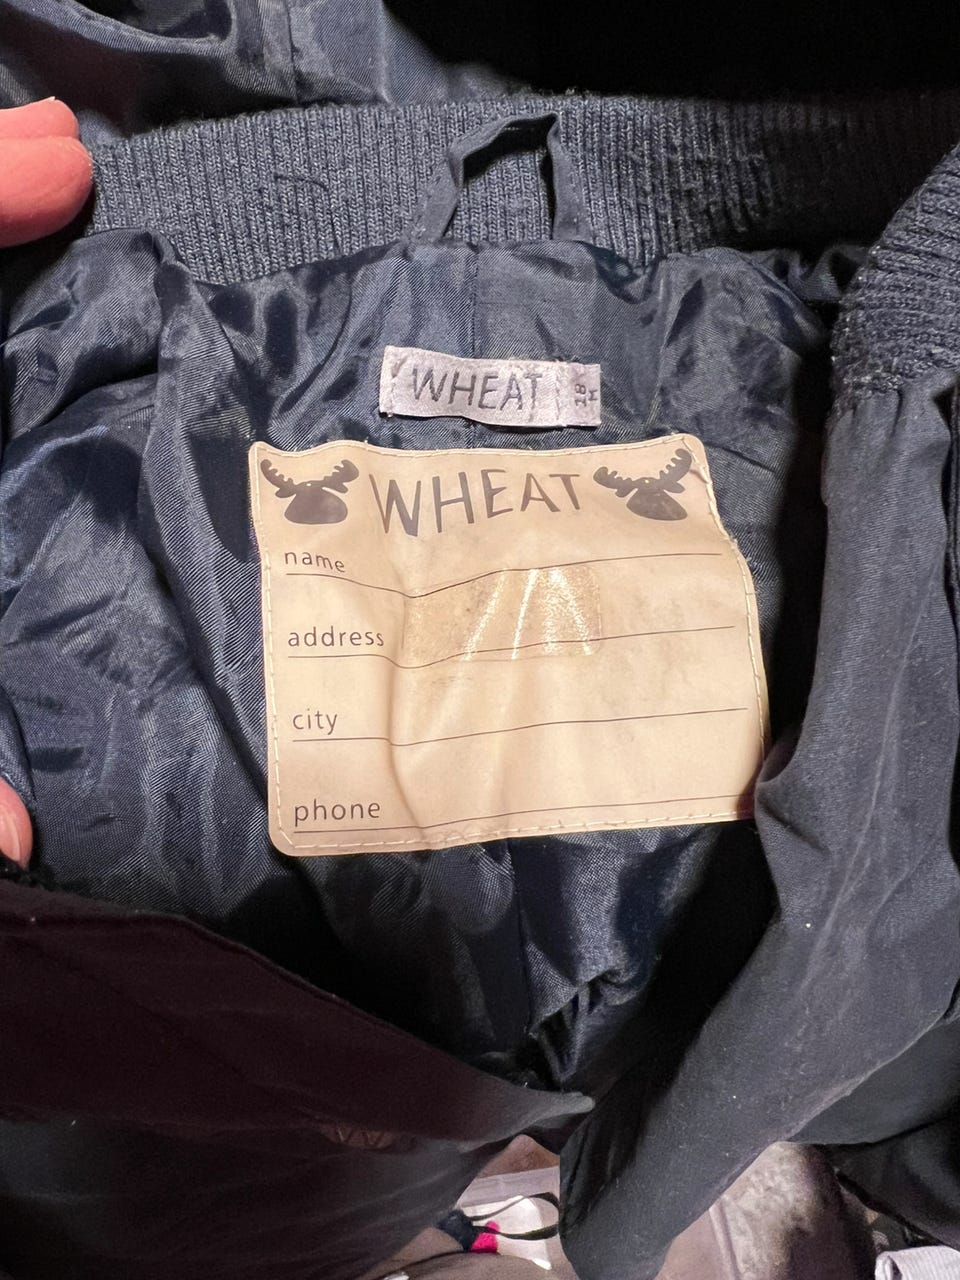 WHEAT 18 M
WHEAT
name
address
city
phone